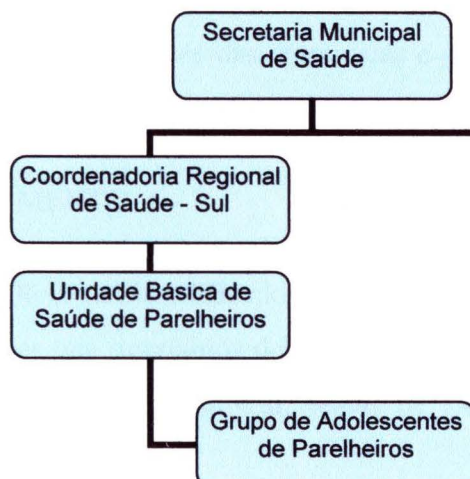 Secretaria Municipal
de Saúde
Coordenadoria Regional
de Saúde - Sul
Unidade Básica de
Saúde de Parelheiros
Grupo de Adolescentes
de Parelheiros